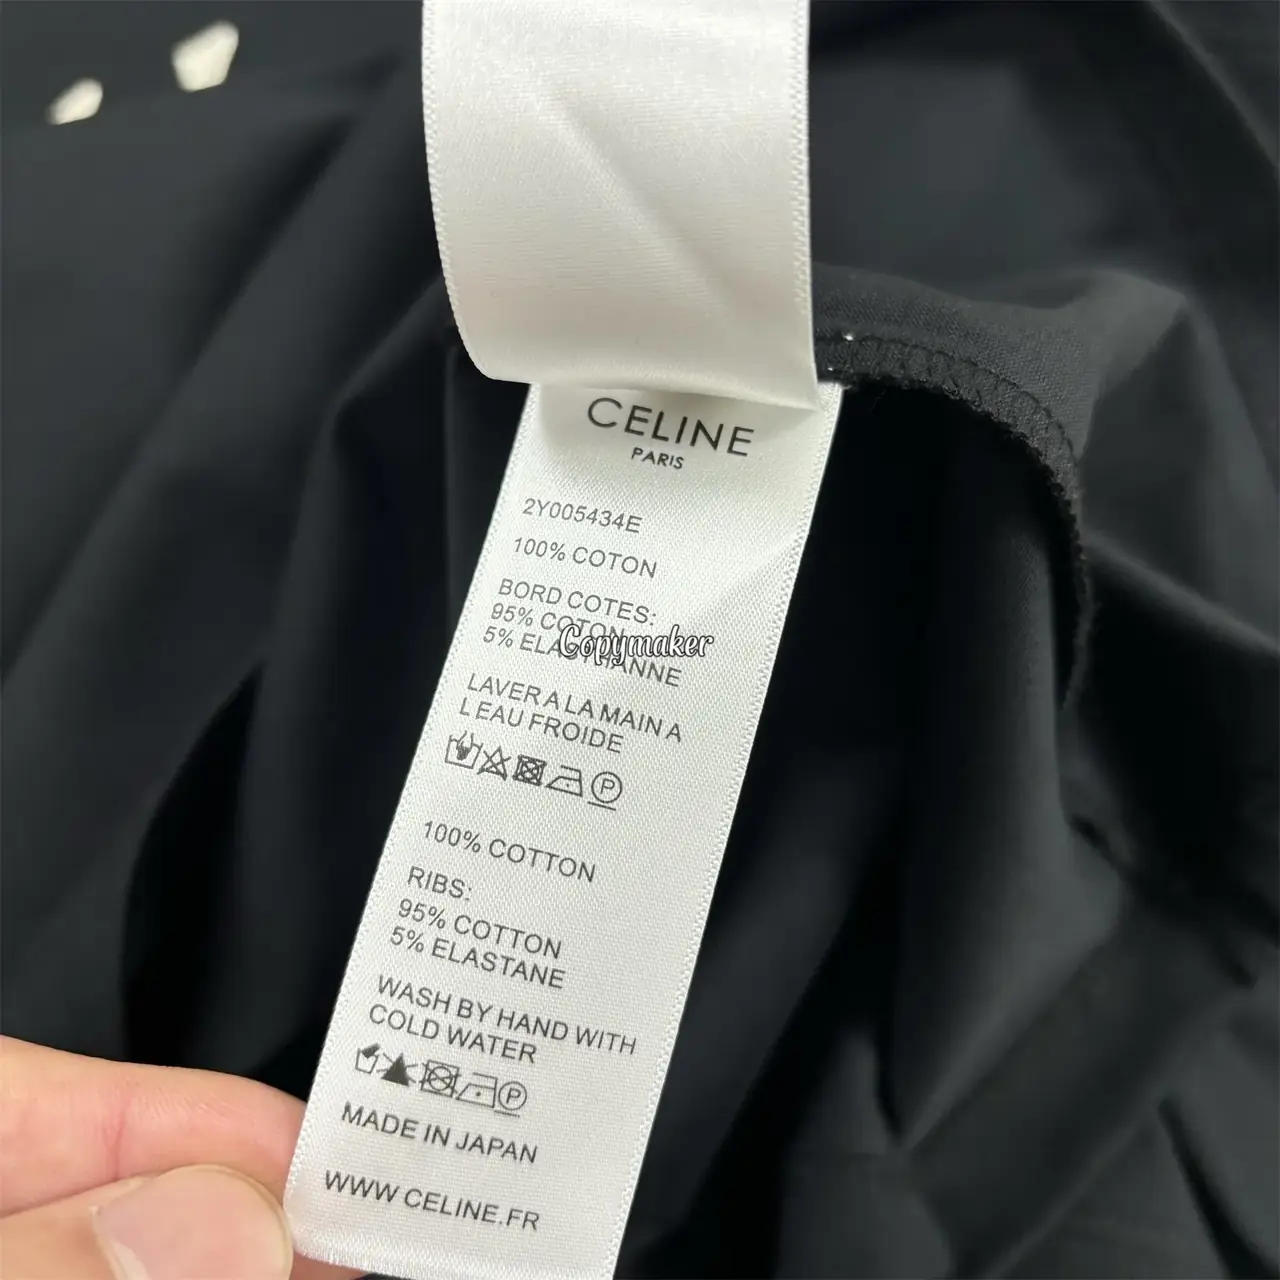 CELINE
PARIS
2Y005434E
100% COTON
BORD COTES:
95% COTON
5% ELASTHANNE
Copymaker
LAVER A LA MAIN A
L EAU FROIDE
P
100% COTTON
RIBS:
95% COTTON
5% ELASTANE
WASH BY HAND WITH
COLD WATER
P
MADE IN JAPAN
WWW CELINE.FR